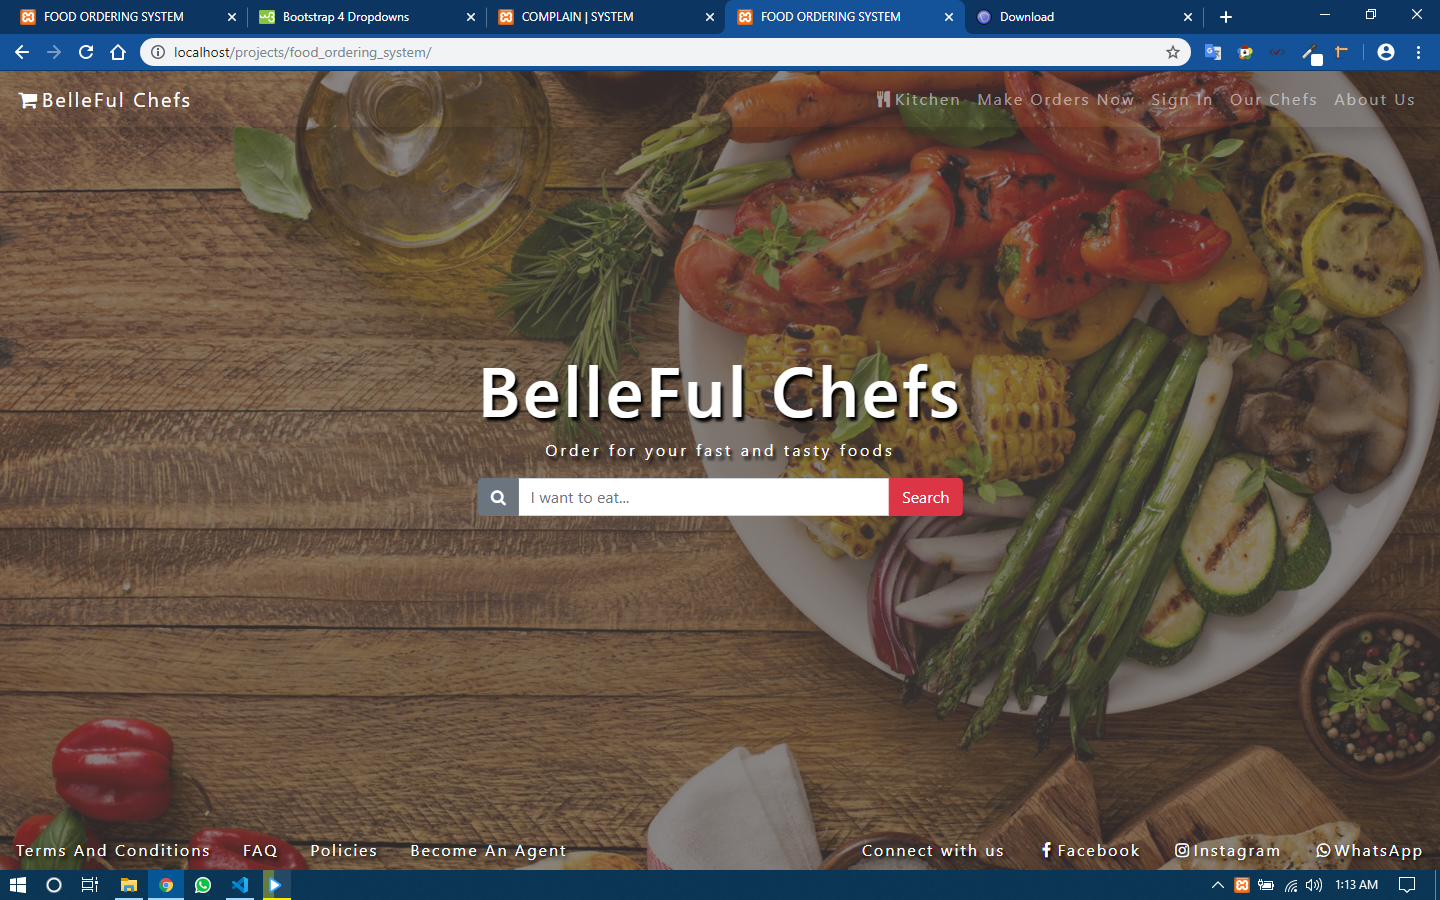 FOOD ORDERING SYSTEM
Bootstrap 4 Dropdowns
COMPLAIN | SYSTEM
FOOD ORDERING SYSTEM
Download
localhost/projects/food_ordering_system/
BelleFul Chefs
Kitchen Make Orders Now Sign In Our Chefs About Us
BelleFul Chefs
Order for your fast and tasty foods
I want to eat... Search
Terms And Conditions FAQ Policies Become An Agent Connect with us Facebook Instagram WhatsApp
1:13 AM